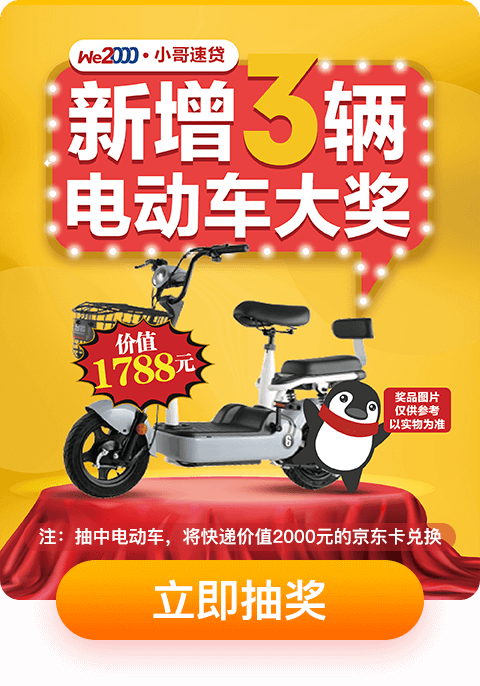 We2000·小哥速贷
新增3辆
电动车大奖
价值
1788元
奖品图片
仅供参考
以实物为准
6
注：抽中电动车，将快递价值2000元的京东卡兑换
立即抽奖